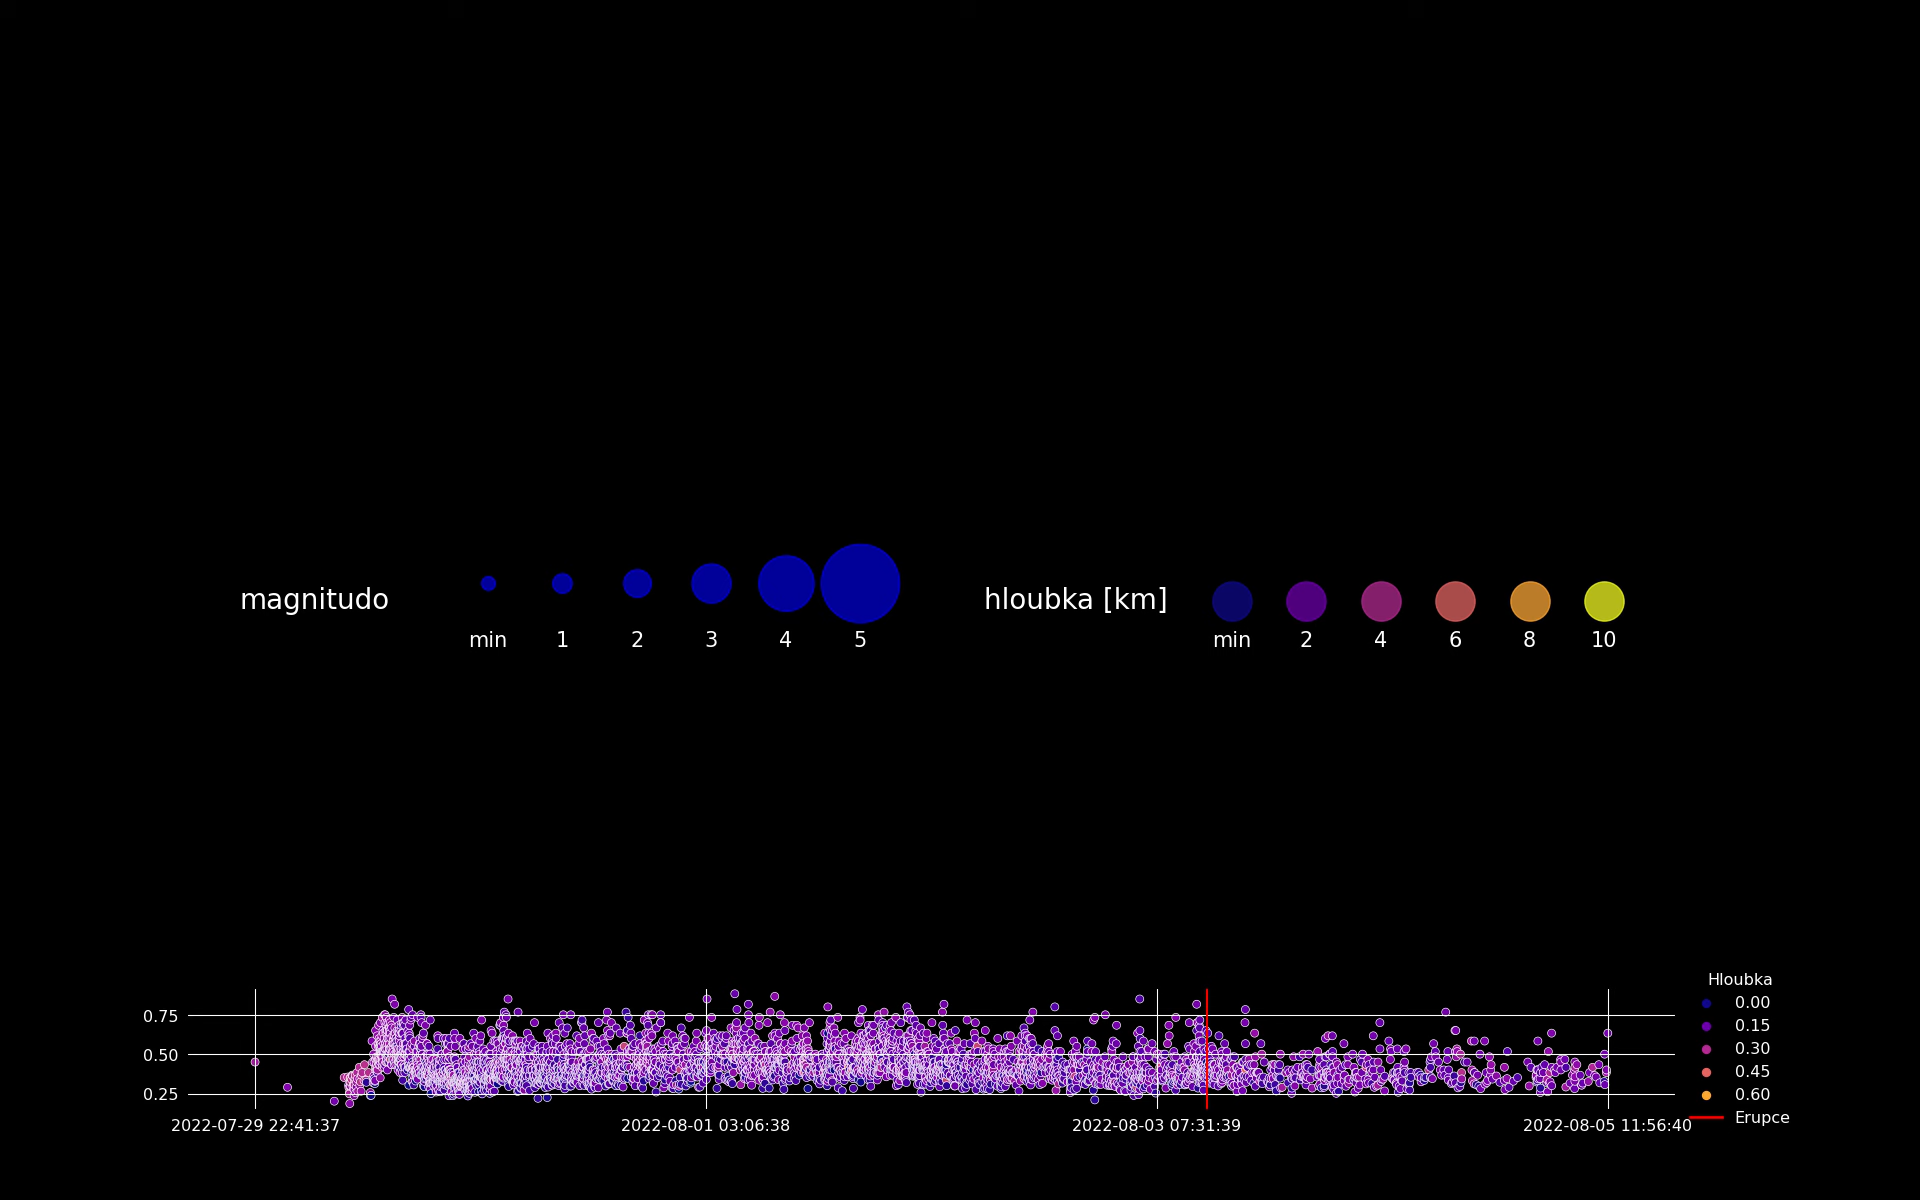 magnitudo
min 1 2 3 4 5
hloubka [km]
min 2 4 6 8 10
0.75
0.50
0.25
2022-07-29 22:41:37
2022-08-01 03:06:38
2022-08-03 07:31:39
2022-08-05 11:56:40
Hloubka
0.00
0.15
0.30
0.45
0.60
Erupce